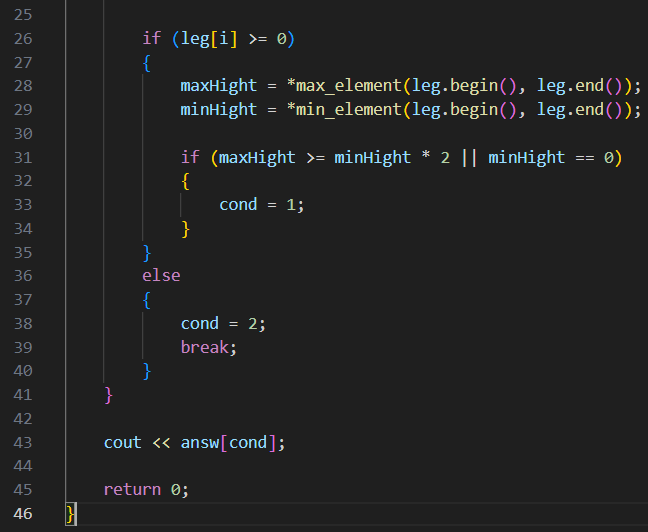 25
26 if (leg[i] >= 0)
27 {
28 maxHight = *max_element(leg.begin(), leg.end());
29 minHight = *min_element(leg.begin(), leg.end());
30
31 if (maxHight >= minHight * 2 || minHight == 0)
32 {
33 cond = 1;
34 }
35 }
36 else
37 {
38 cond = 2;
39 break;
40 }
41 }
42
43 cout << answ[cond];
44
45 return 0;
46 }